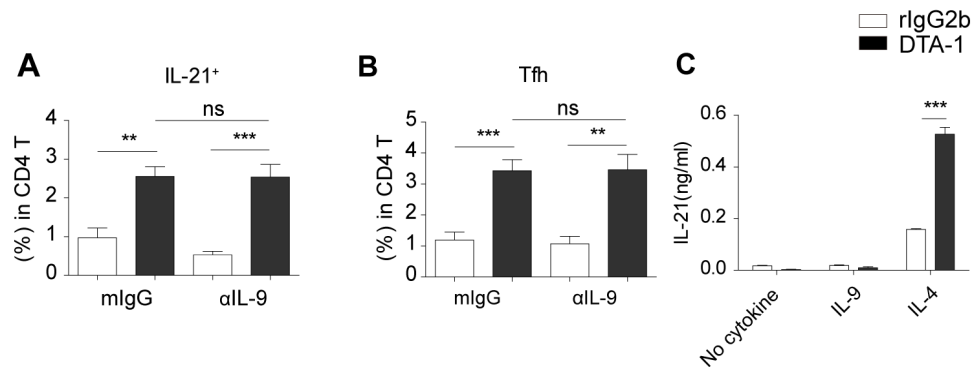 rIgG2b
DTA-1
A
IL-21⁺
(%) in CD4 T
4
3
2
1
0
**
***
ns
mIgG
αIL-9
B
Tfh
(%) in CD4 T
5
4
3
2
1
0
***
**
ns
mIgG
αIL-9
C
IL-21(ng/ml)
0.6
0.4
0.2
0.0
***
No cytokine
IL-9
IL-4